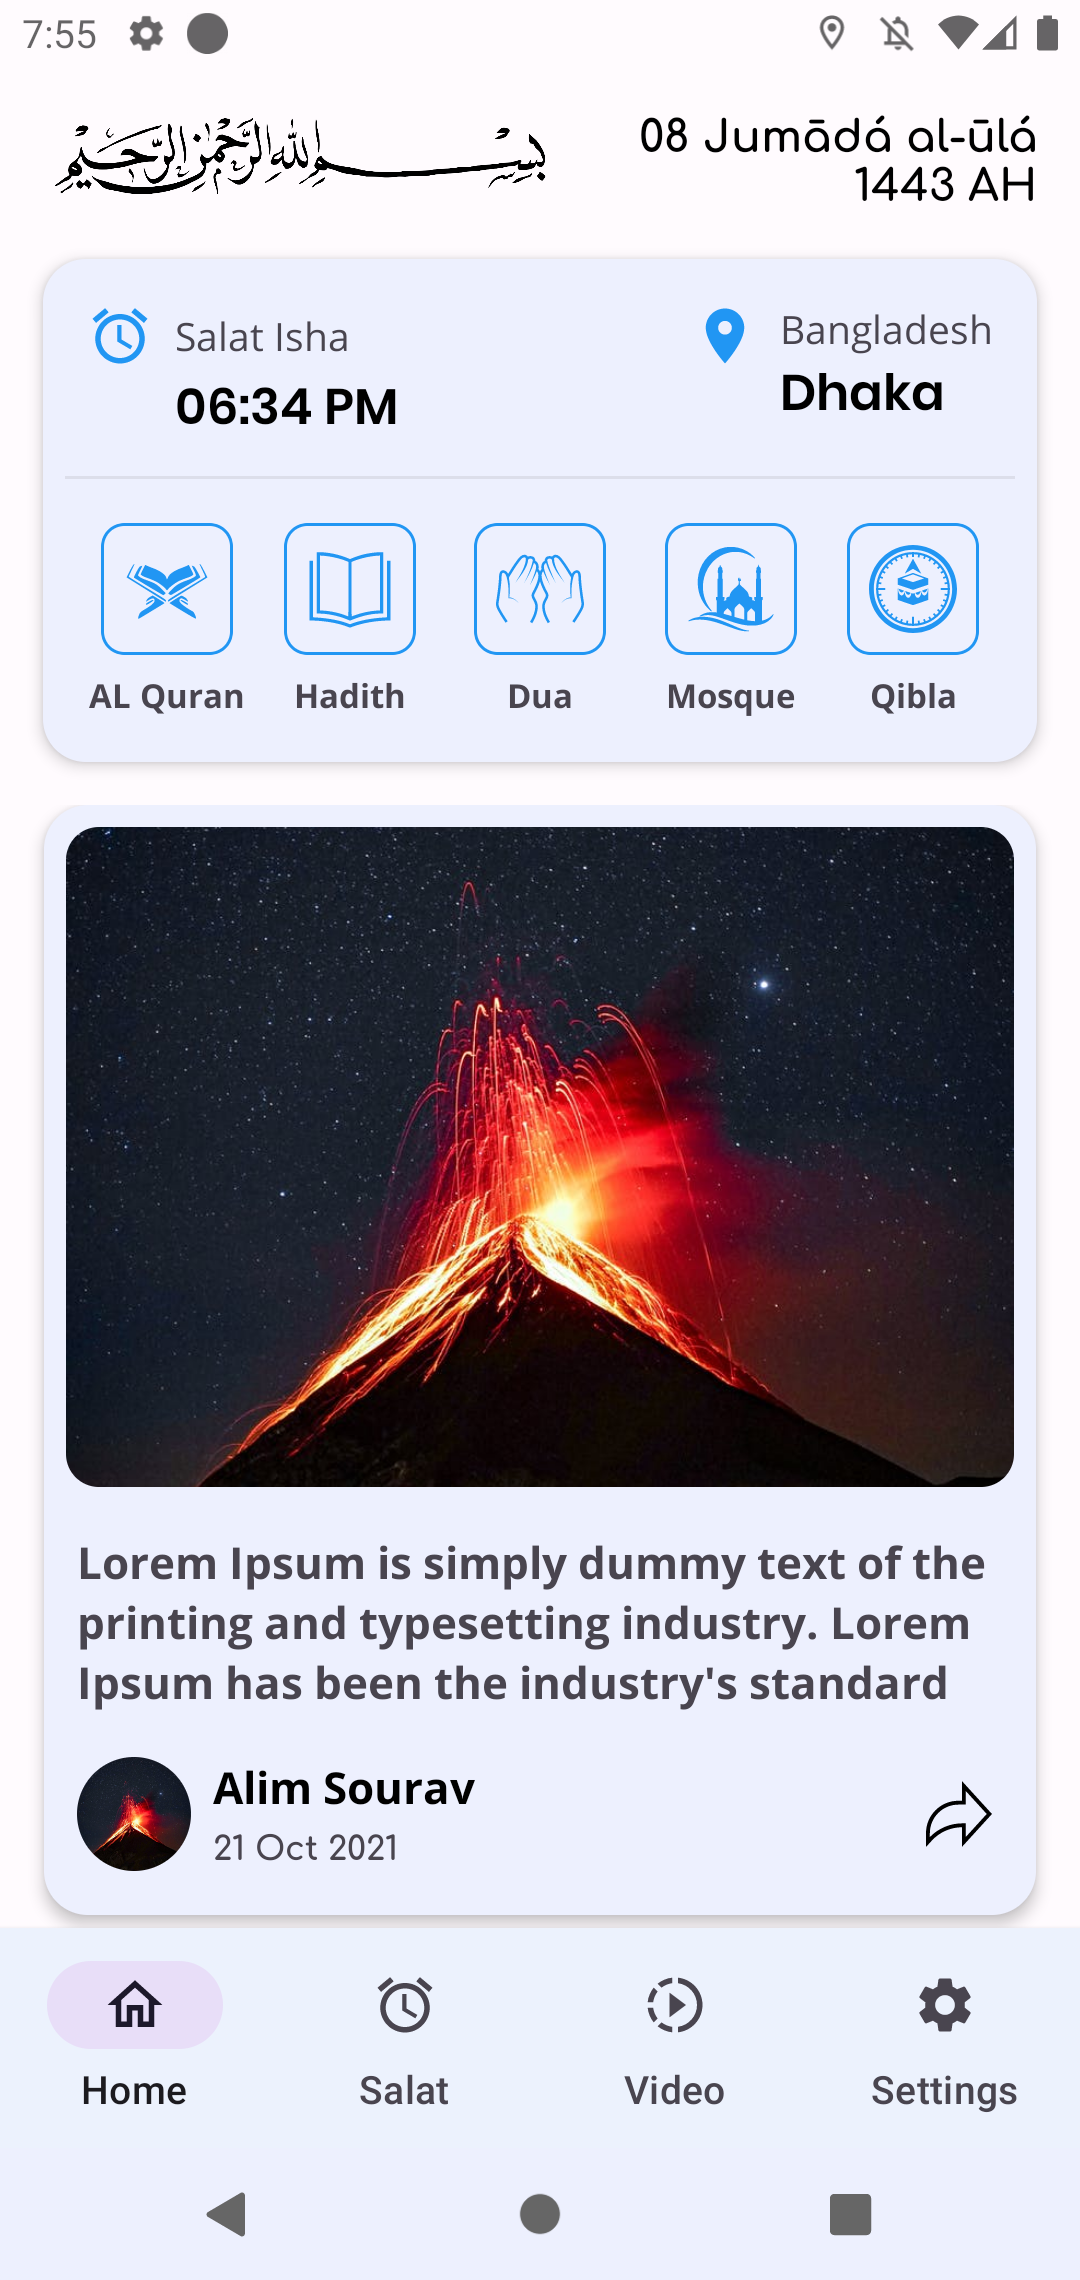 7:55
بسم الله الرحمن الرحيم
08 Jumādá al-ūlá
1443 AH
Salat Isha
06:34 PM
Bangladesh
Dhaka
AL Quran
Hadith
Dua
Mosque
Qibla
Lorem Ipsum is simply dummy text of the
printing and typesetting industry. Lorem
Ipsum has been the industry's standard
Alim Sourav
21 Oct 2021
Home
Salat
Video
Settings